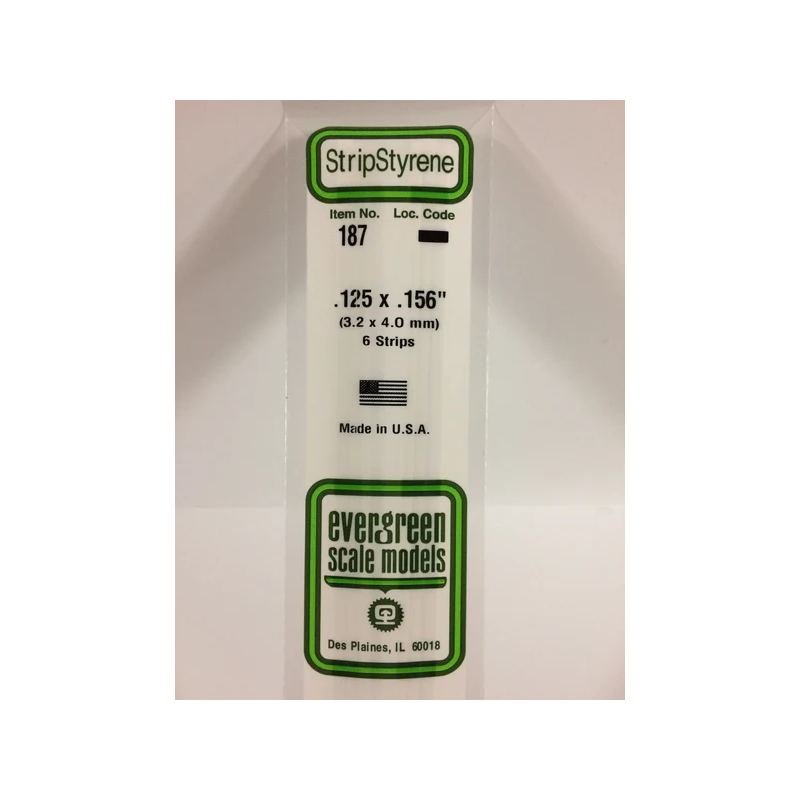 StripStyrene
Item No. Loc. Code
187
.125 x .156"
(3.2 x 4.0 mm)
6 Strips
Made in U.S.A.
evergreen
scale models
Des Plaines, IL 60018